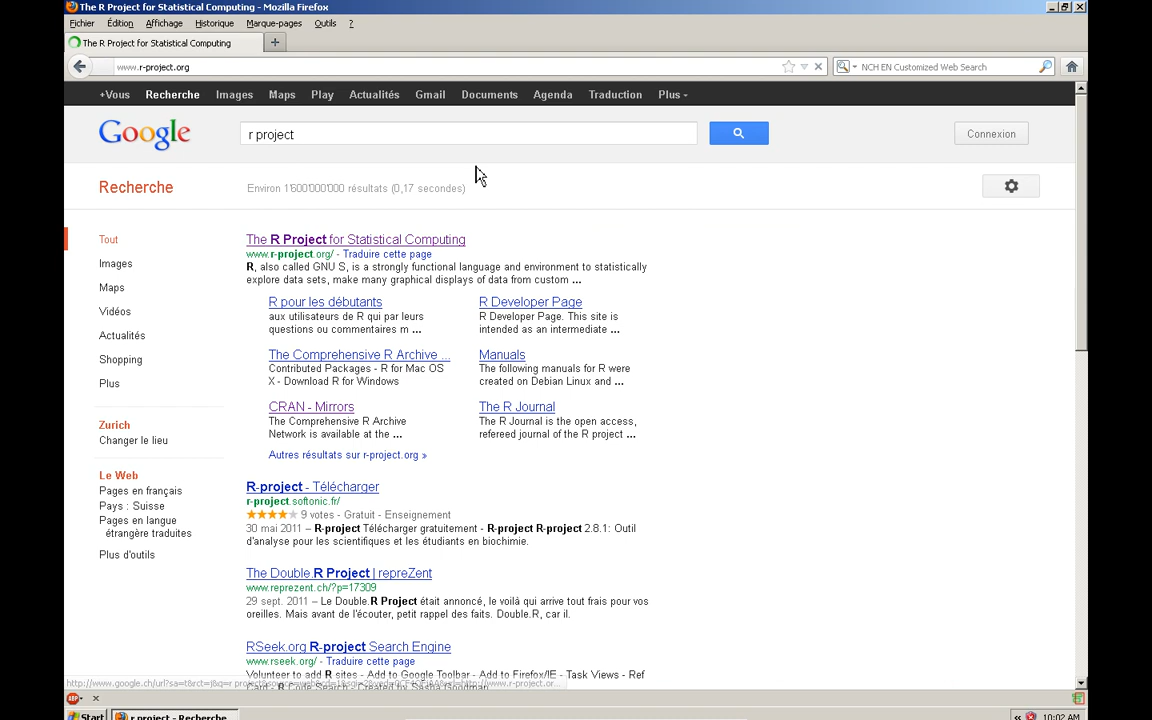 The R Project for Statistical Computing - Mozilla Firefox
Fichier Édition Affichage Historique Marque-pages Outils ?
The R Project for Statistical Computing
www.r-project.org
NCH EN Customized Web Search
+Vous Recherche Images Maps Play Actualités Gmail Documents Agenda Traduction Plus
Google
r project
Connexion
Recherche
Environ 1'600'000'000 résultats (0,17 secondes)
Tout
Images
Maps
Vidéos
Actualités
Shopping
Plus
Zurich
Changer le lieu
Le Web
Pages en français
Pays : Suisse
Pages en langue
étrangère traduites
Plus d'outils
The R Project for Statistical Computing
www.r-project.org/ - Traduire cette page
R, also called GNU S, is a strongly functional language and environment to statistically
explore data sets, make many graphical displays of data from custom ...
R pour les débutants
aux utilisateurs de R qui par leurs
questions ou commentaires m ...
R Developer Page
R Developer Page. This site is
intended as an intermediate ...
The Comprehensive R Archive ...
Contributed Packages - R for Mac OS
X - Download R for Windows
Manuals
The following manuals for R were
created on Debian Linux and ...
CRAN - Mirrors
The Comprehensive R Archive
Network is available at the ...
The R Journal
The R Journal is the open access,
refereed journal of the R project ...
Autres résultats sur r-project.org »
R-project - Télécharger
r-project.softonic.fr/
9 votes - Gratuit - Enseignement
30 mai 2011 – R-project Télécharger gratuitement - R-project R-project 2.8.1: Outil
d'analyse pour les scientifiques et les étudiants en biochimie.
The Double.R Project | repreZent
www.reprezent.ch/?p=17309
29 sept. 2011 – Le Double.R Project était annoncé, le voilà qui arrive tout frais pour vos
oreilles. Mais avant de l'écouter, petit rappel des faits. Double.R, car il.
RSeek.org R-project Search Engine
www.rseek.org/ - Traduire cette page
Volunteer to add R sites - Add to Google Toolbar - Add to Firefox/IE - Task Views - Ref
Card - R Code Search - Created by Sasha Goodman
ABP
Start
r project - Recherche
10:02 AM